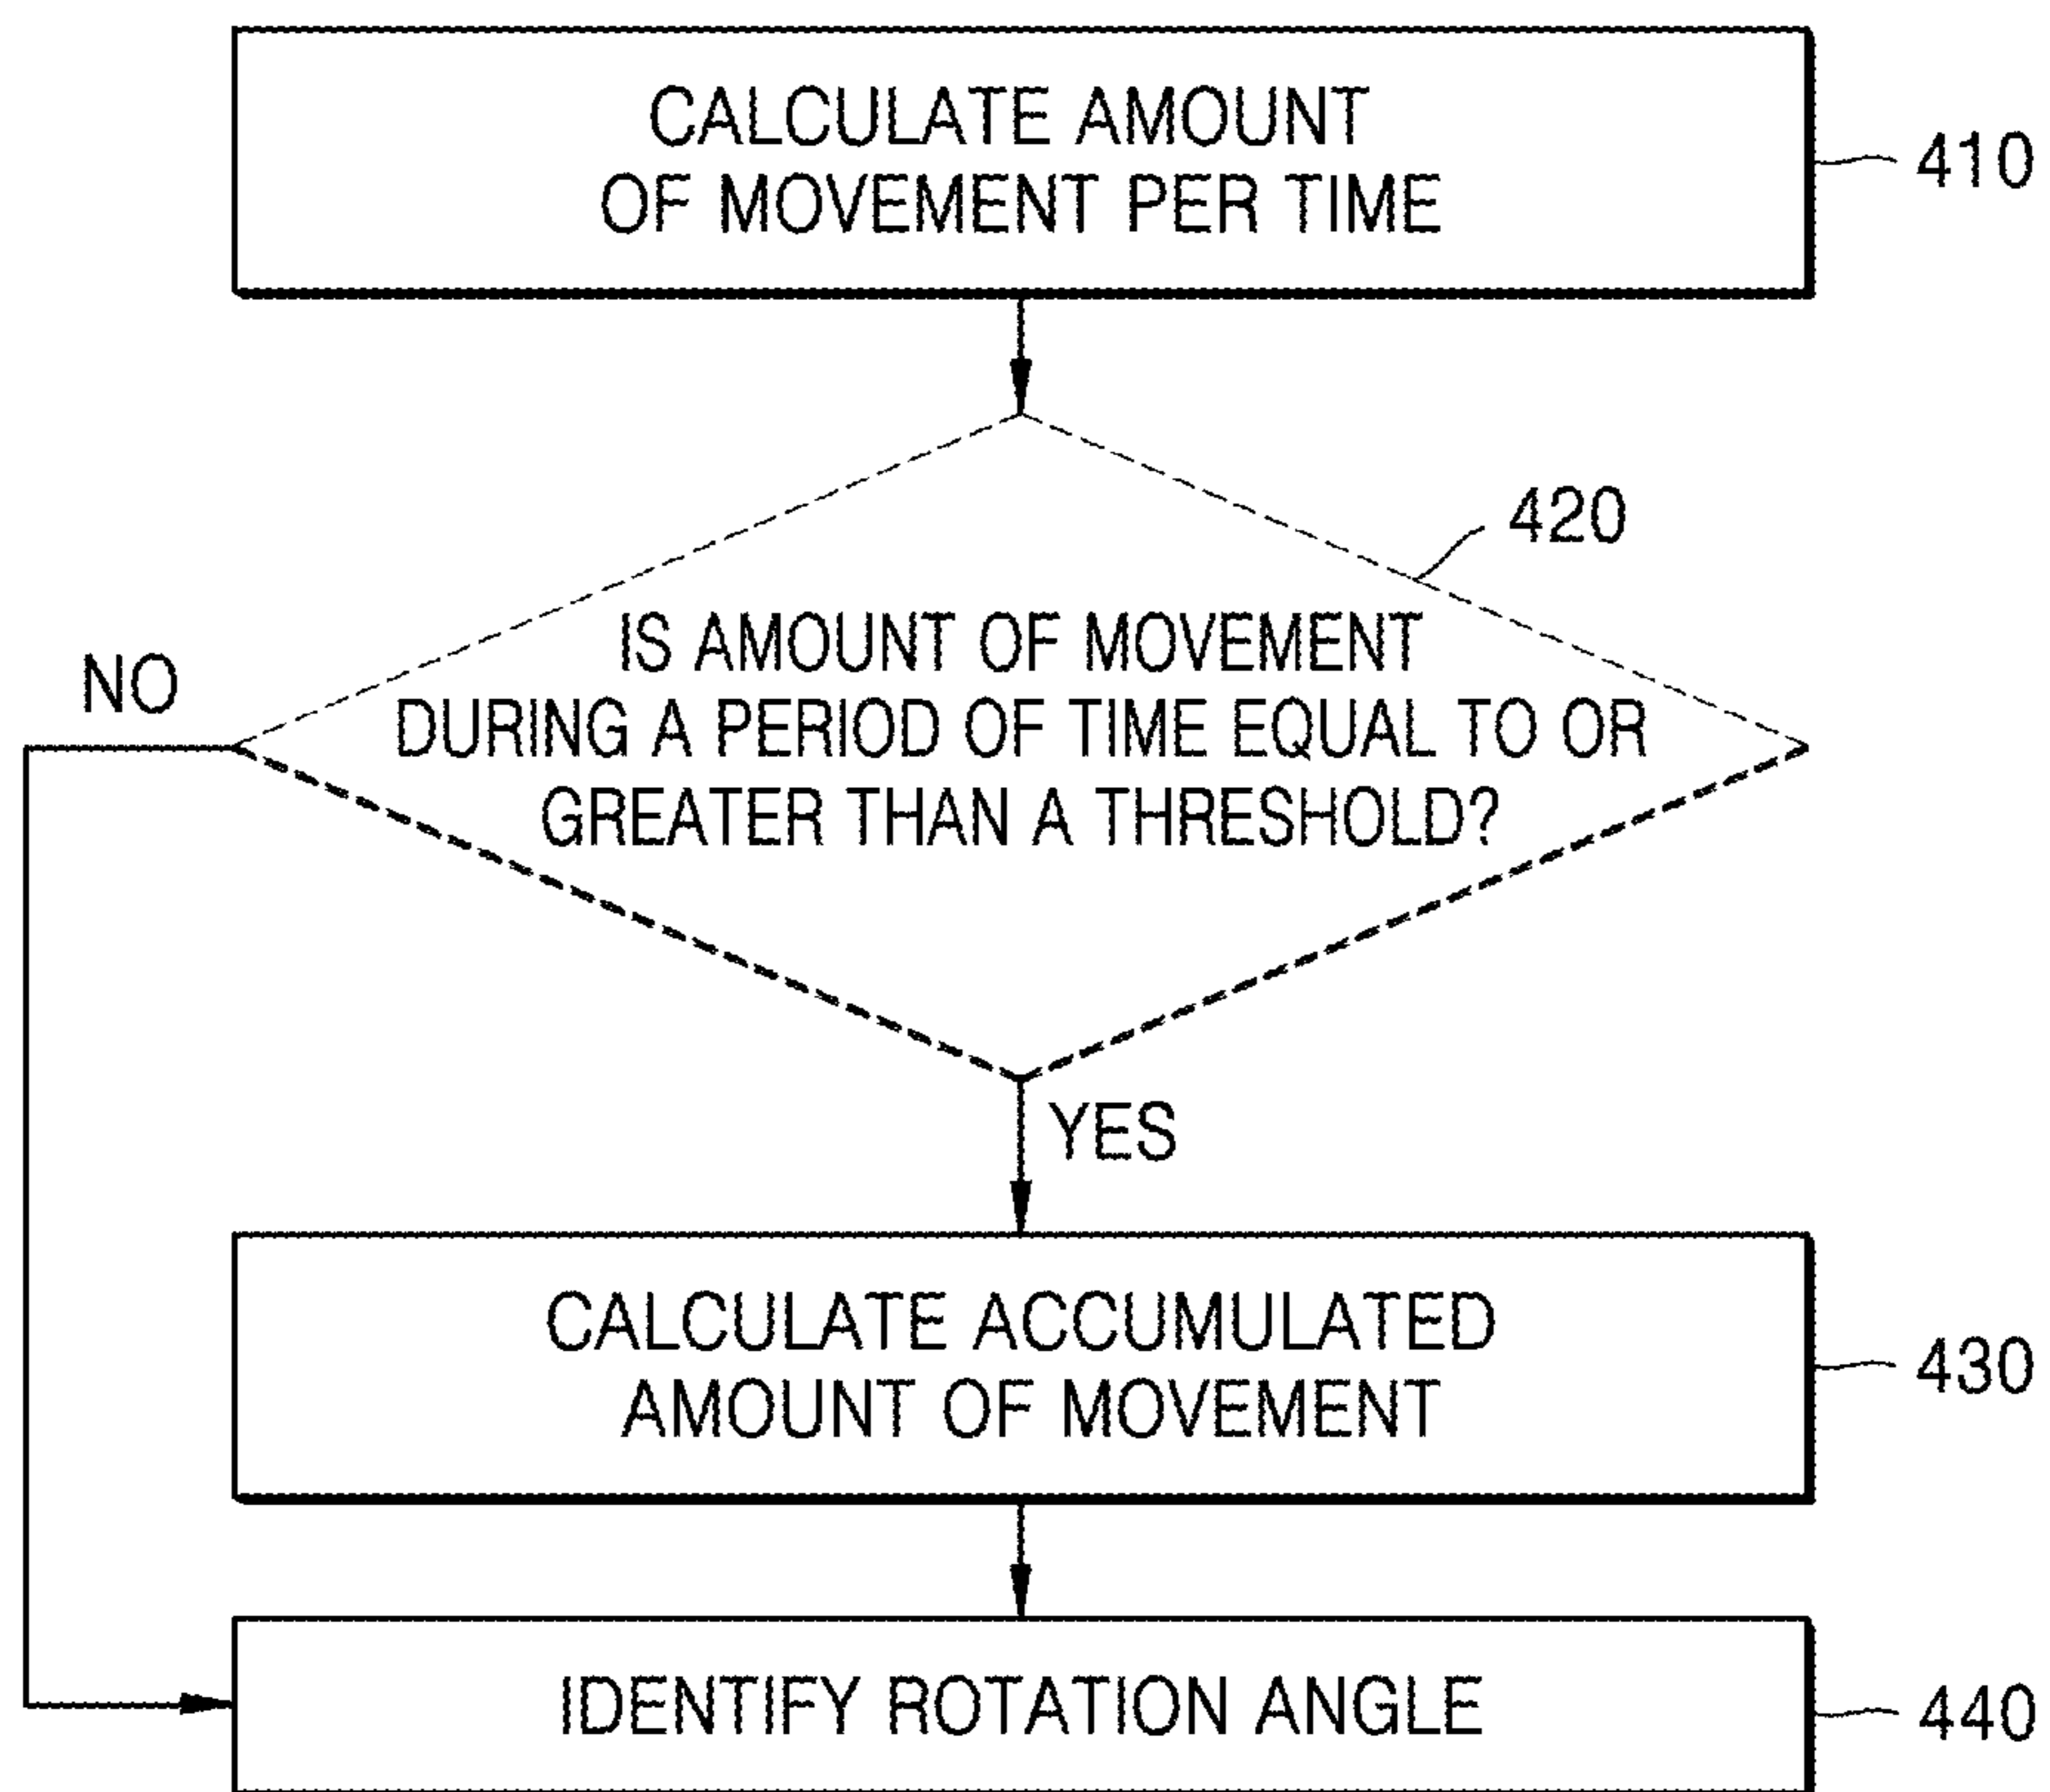 CALCULATE AMOUNT
OF MOVEMENT PER TIME
410
420
IS AMOUNT OF MOVEMENT
DURING A PERIOD OF TIME EQUAL TO OR
GREATER THAN A THRESHOLD?
NO
YES
CALCULATE ACCUMULATED
AMOUNT OF MOVEMENT
430
IDENTIFY ROTATION ANGLE
440